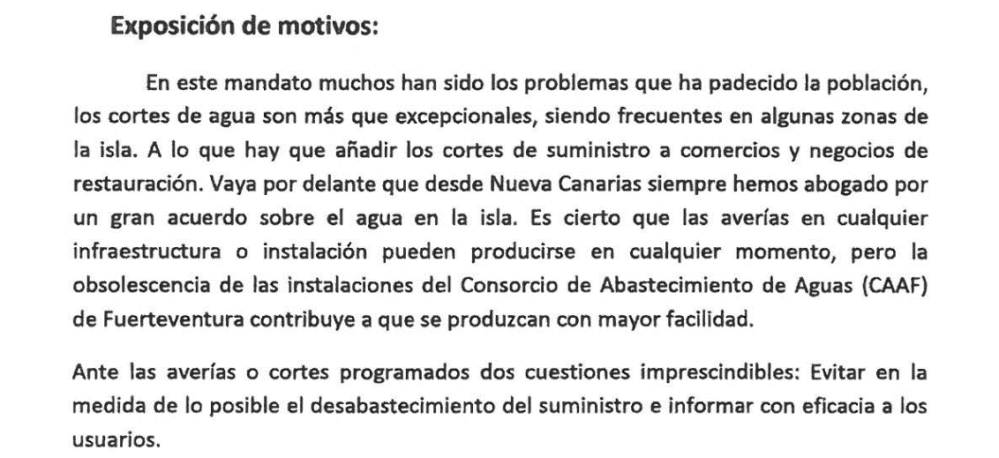 Exposición de motivos:
En este mandato muchos han sido los problemas que ha padecido la población,
los cortes de agua son más que excepcionales, siendo frecuentes en algunas zonas de
la isla. A lo que hay que añadir los cortes de suministro a comercios y negocios de
restauración. Vaya por delante que desde Nueva Canarias siempre hemos abogado por
un gran acuerdo sobre el agua en la isla. Es cierto que las averías en cualquier
infraestructura o instalación pueden producirse en cualquier momento, pero la
obsolescencia de las instalaciones del Consorcio de Abastecimiento de Aguas (CAAF)
de Fuerteventura contribuye a que se produzcan con mayor facilidad.
Ante las averías o cortes programados dos cuestiones imprescindibles: Evitar en la
medida de lo posible el desabastecimiento del suministro e informar con eficacia a los
usuarios.